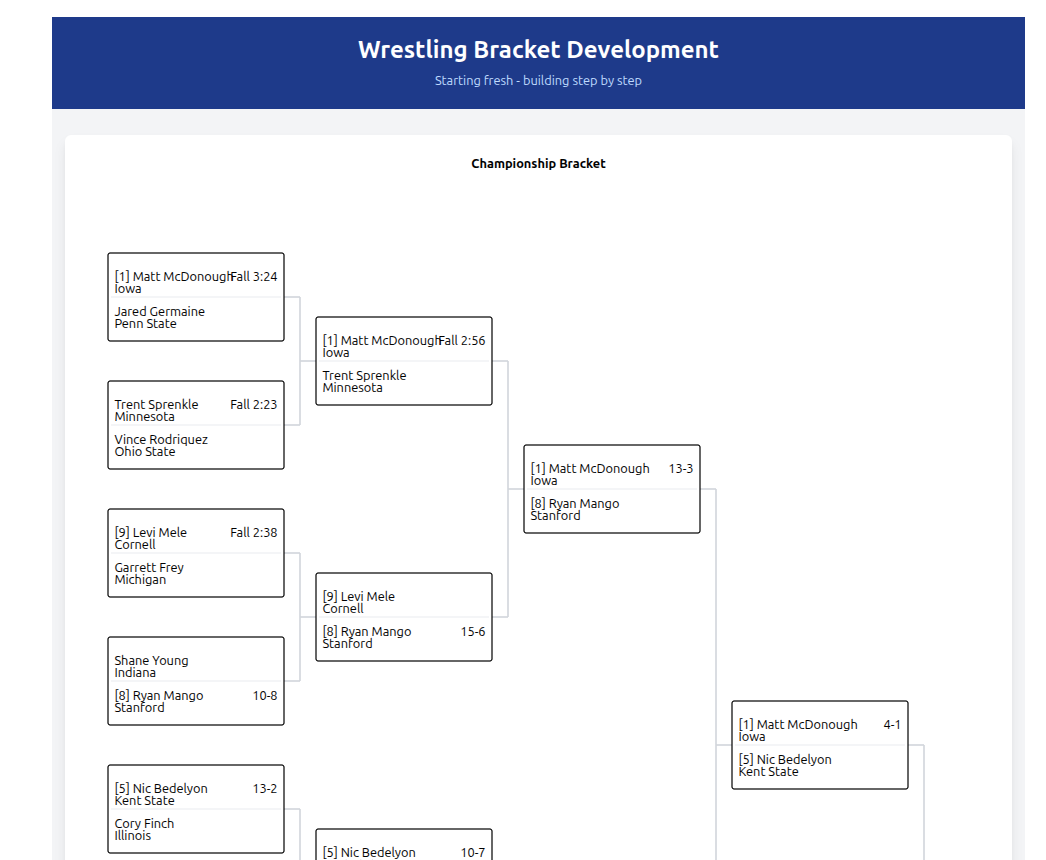 Wrestling Bracket Development
Starting fresh - building step by step
Championship Bracket
[1] Matt McDonough Fall 3:24
Iowa
Jared Germaine
Penn State
Trent Sprenkle Fall 2:23
Minnesota
Vince Rodriquez
Ohio State
[9] Levi Mele Fall 2:38
Cornell
Garrett Frey
Michigan
Shane Young
Indiana
[8] Ryan Mango 10-8
Stanford
[5] Nic Bedelyon 13-2
Kent State
Cory Finch
Illinois
[1] Matt McDonough Fall 2:56
Iowa
Trent Sprenkle
Minnesota
[9] Levi Mele
Cornell
[8] Ryan Mango 15-6
Stanford
[5] Nic Bedelyon 10-7
[1] Matt McDonough 13-3
Iowa
[8] Ryan Mango
Stanford
[1] Matt McDonough 4-1
Iowa
[5] Nic Bedelyon
Kent State